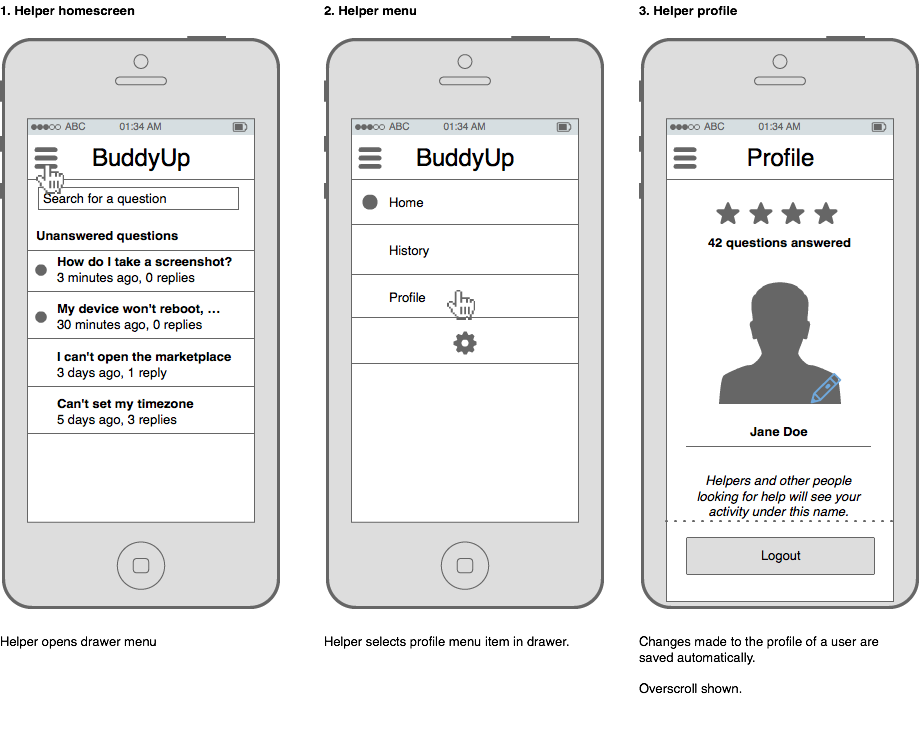 1. Helper homescreen
ABC 01:34 AM
BuddyUp
Search for a question
Unanswered questions
How do I take a screenshot?
3 minutes ago, 0 replies
My device won't reboot, ...
30 minutes ago, 0 replies
I can't open the marketplace
3 days ago, 1 reply
Can't set my timezone
5 days ago, 3 replies
Helper opens drawer menu
2. Helper menu
ABC 01:34 AM
BuddyUp
Home
History
Profile
Helper selects profile menu item in drawer.
3. Helper profile
ABC 01:34 AM
Profile
42 questions answered
Jane Doe
Helpers and other people
looking for help will see your
activity under this name.
Logout
Changes made to the profile of a user are
saved automatically.
Overscroll shown.